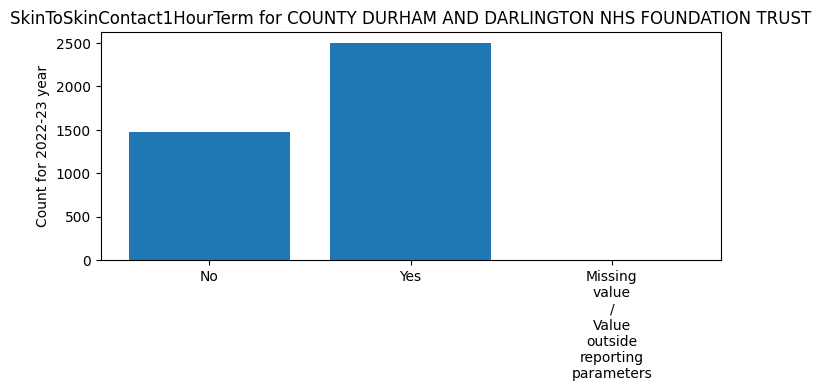 SkinToSkinContact1HourTerm for COUNTY DURHAM AND DARLINGTON NHS FOUNDATION TRUST
Count for 2022-23 year
2500
2000
1500
1000
500
0
No
Yes
Missing
value
/
Value
outside
reporting
parameters